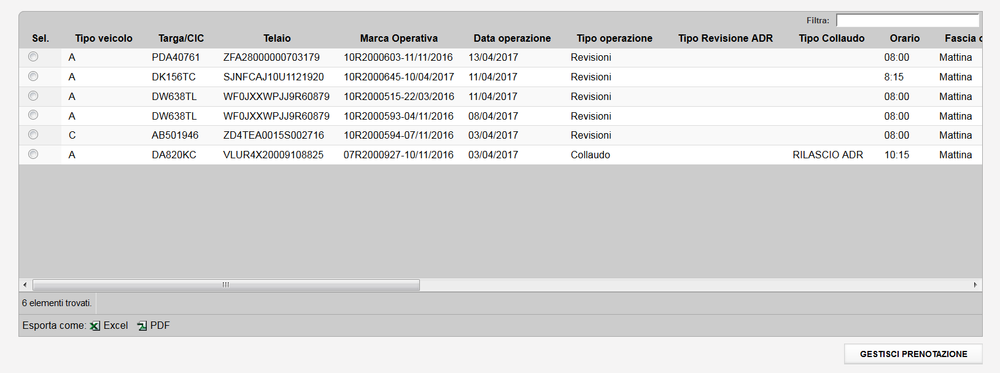 Filtra:
Sel. Tipo veicolo Targa/CIC Telaio Marca Operativa Data operazione Tipo operazione Tipo Revisione ADR Tipo Collaudo Orario Fascia
A PDA40761 ZFA28000000703179 10R2000603-11/11/2016 13/04/2017 Revisioni 08:00 Mattina
A DK156TC SJNFCAJ10U1121920 10R2000645-10/04/2017 11/04/2017 Revisioni 8:15 Mattina
A DW638TL WF0JXXWPJJ9R60879 10R2000515-22/03/2016 11/04/2017 Revisioni 08:00 Mattina
A DW638TL WF0JXXWPJJ9R60879 10R2000593-04/11/2016 08/04/2017 Revisioni 08:00 Mattina
C AB501946 ZD4TEA0015S002716 10R2000594-07/11/2016 03/04/2017 Revisioni 08:00 Mattina
A DA820KC VLUR4X20009108825 07R2000927-10/11/2016 03/04/2017 Collaudo RILASCIO ADR 10:15 Mattina
6 elementi trovati.
Esporta come: Excel PDF
GESTISCI PRENOTAZIONE